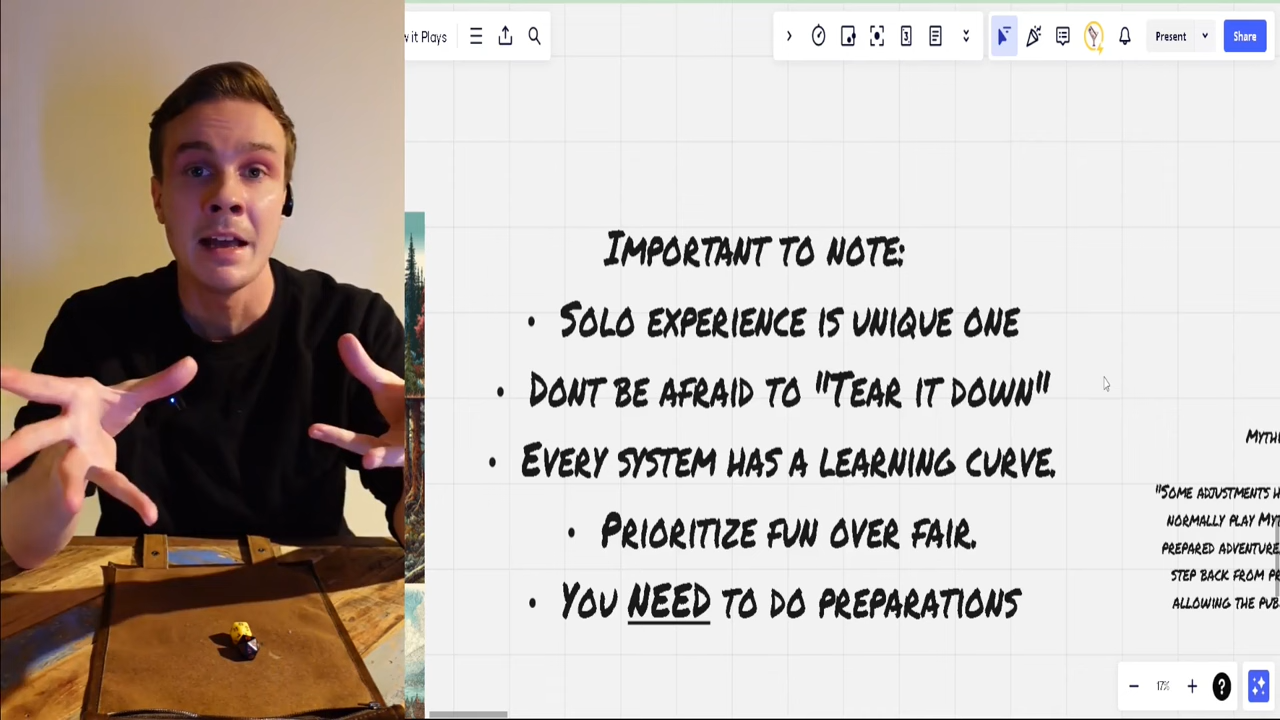 w it Plays
3
Present
Share
Important to note:
• Solo experience is unique one
• Dont be afraid to "Tear it down"
• Every system has a learning curve.
• Prioritize fun over fair.
• You NEED to do preparations
"Some adjustments
normally play
prepared adventure
step back from
allowing the
17%
?